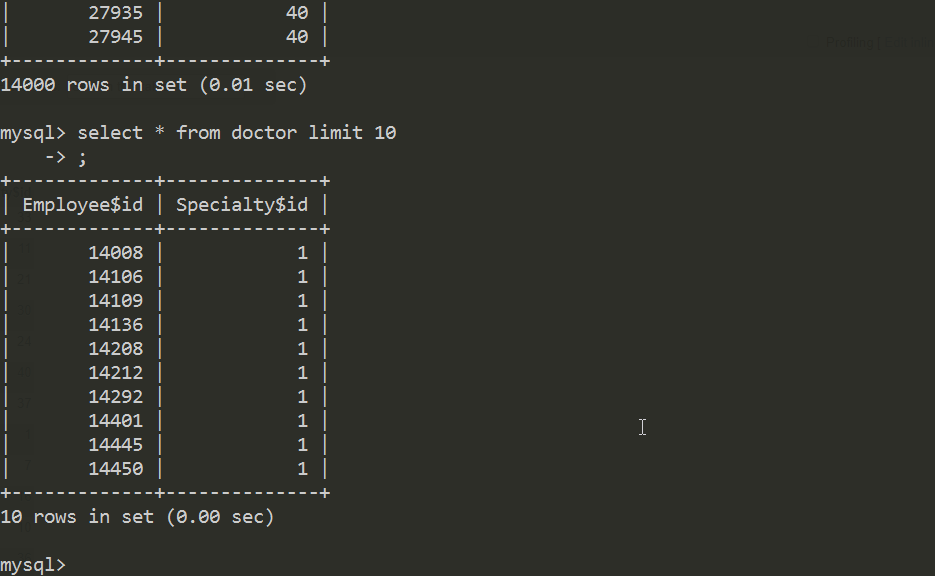 |       27935 |           40 |
|       27945 |           40 |
+-------------+--------------+
14000 rows in set (0.01 sec)
mysql> select * from doctor limit 10
    -> ;
+-------------+--------------+
| Employee$id | Specialty$id |
+-------------+--------------+
|       14008 |            1 |
|       14106 |            1 |
|       14109 |            1 |
|       14136 |            1 |
|       14208 |            1 |
|       14212 |            1 |
|       14292 |            1 |
|       14401 |            1 |
|       14445 |            1 |
|       14450 |            1 |
+-------------+--------------+
10 rows in set (0.00 sec)
mysql>